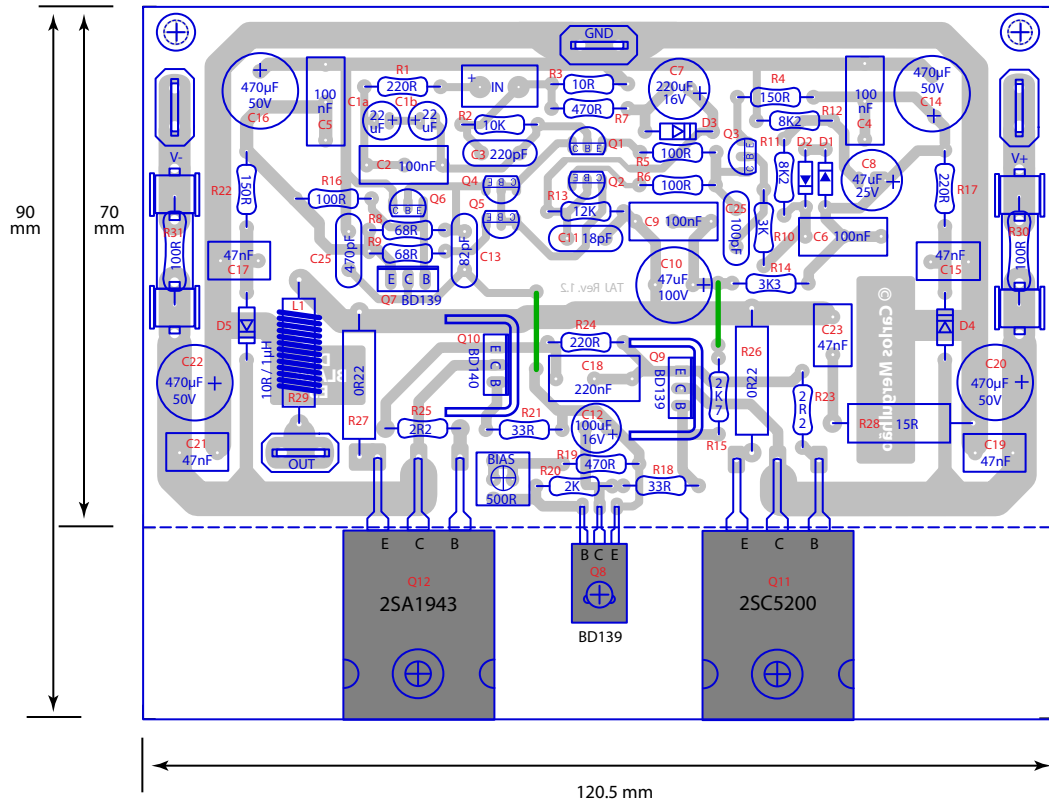 90
mm
70
mm
120.5 mm
GND
V-
V+
470µF
50V
C16
100
nF
C5
R1
220R
C1a
C1b
22
uF
22
uF
+
IN
R2
10K
C3
220pF
C2
100nF
R3
10R
470R
R7
C7
220uF
16V
D3
R4
150R
R12
8K2
100
nF
C4
470µF
50V
C14
Q1
C B E
Q3
C B E
R5
100R
R6
100R
R11
8K2
D2
D1
C8
47uF
25V
R22
150R
R16
100R
Q4
C B E
Q5
C B E
Q6
C B E
Q2
C B E
R13
12K
C11
18pF
C9
100nF
C25
100pF
3K
R10
C6
100nF
R17
220R
R31
100R
R30
100R
47nF
C17
C25
470pF
R8
68R
R9
68R
82pF
C13
E C B
Q7
BD139
TAJ Rev. 1.2
C10
47uF
100V
R14
3K3
47nF
C15
D5
L1
10R / 1µH
R29
0R22
R27
Q10
BD140
E
C
B
R24
220R
C18
220nF
Q9
BD139
E
C
B
R26
0R22
2K7
R15
C23
47nF
2R2
R23
© Carlos Mergulhão
D4
C22
470µF
50V
C20
470µF
50V
C21
47nF
OUT
R25
2R2
R21
33R
C12
100uF
16V
R28
15R
C19
47nF
BIAS
500R
R19
470R
R20
2K
R18
33R
E C B
Q12
2SA1943
B C E
Q8
BD139
E C B
Q11
2SC5200